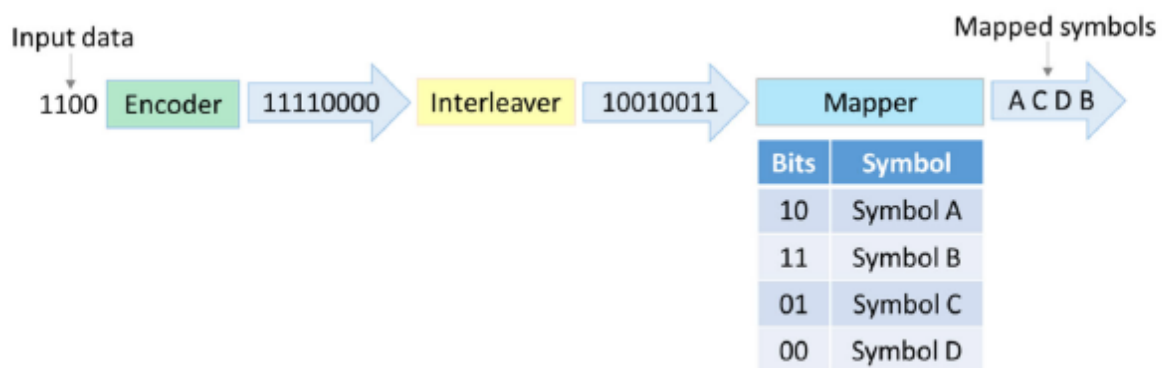 Input data
Mapped symbols
1100 Encoder 11110000 Interleaver 10010011 Mapper A C D B
Bits Symbol
10 Symbol A
11 Symbol B
01 Symbol C
00 Symbol D